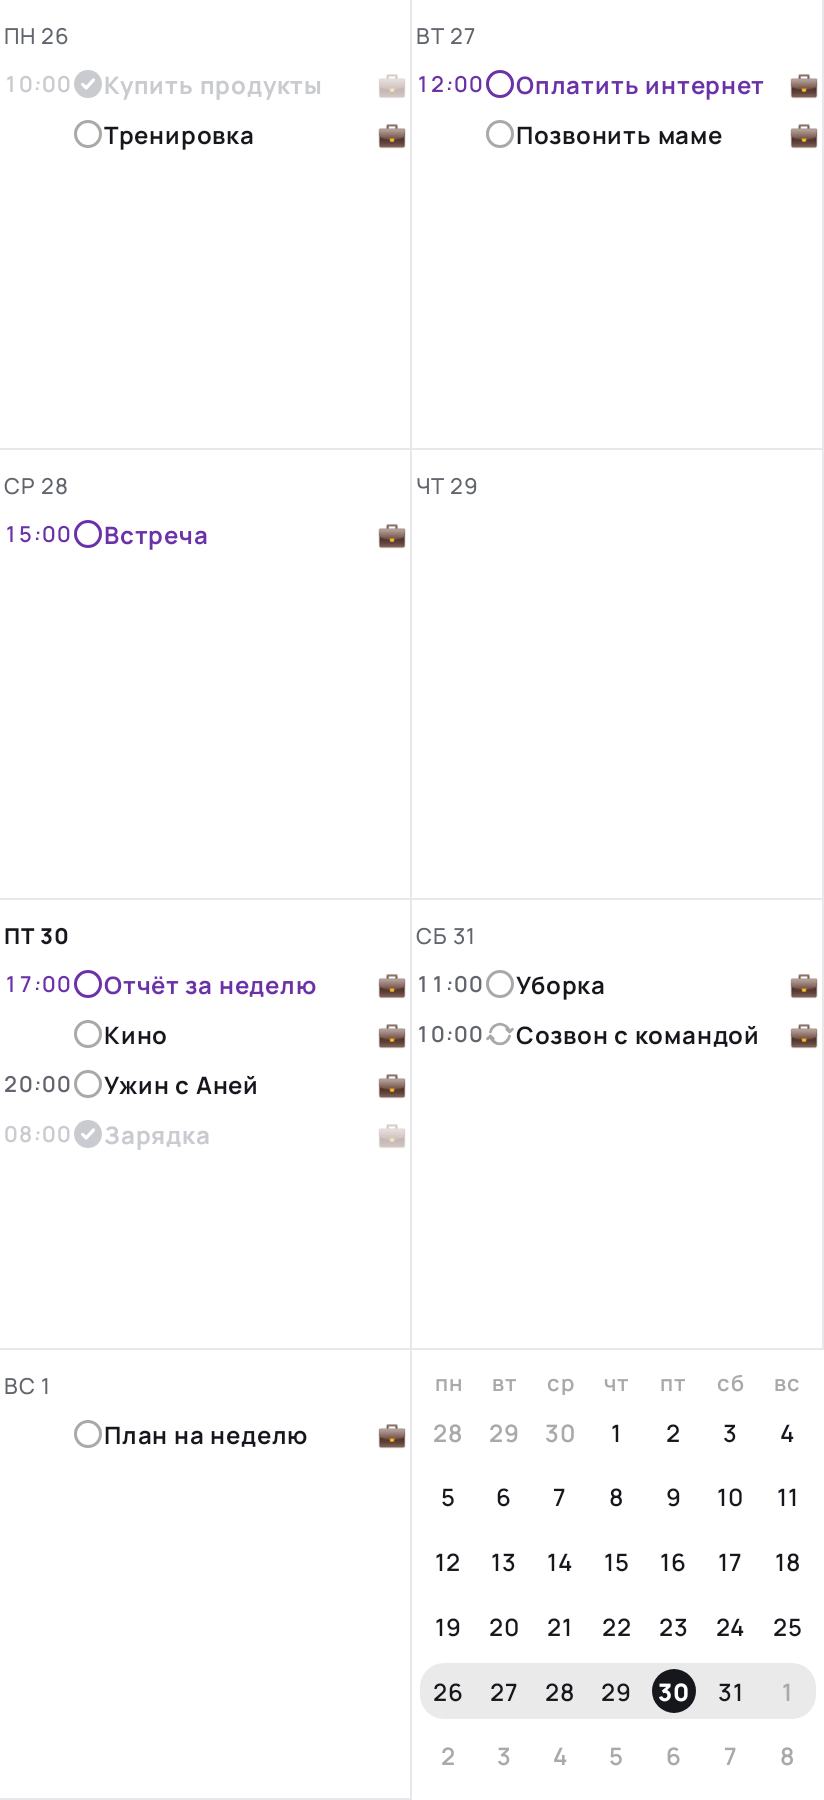 ПН 26
10:00 Купить продукты
Тренировка
ВТ 27
12:00 Оплатить интернет
Позвонить маме
СР 28
15:00 Встреча
ЧТ 29
ПТ 30
17:00 Отчёт за неделю
Кино
20:00 Ужин с Аней
08:00 Зарядка
СБ 31
11:00 Уборка
10:00 Созвон с командой
ВС 1
План на неделю
пн вт ср чт пт сб вс
28 29 30 1 2 3 4
5 6 7 8 9 10 11
12 13 14 15 16 17 18
19 20 21 22 23 24 25
26 27 28 29 30 31 1
2 3 4 5 6 7 8